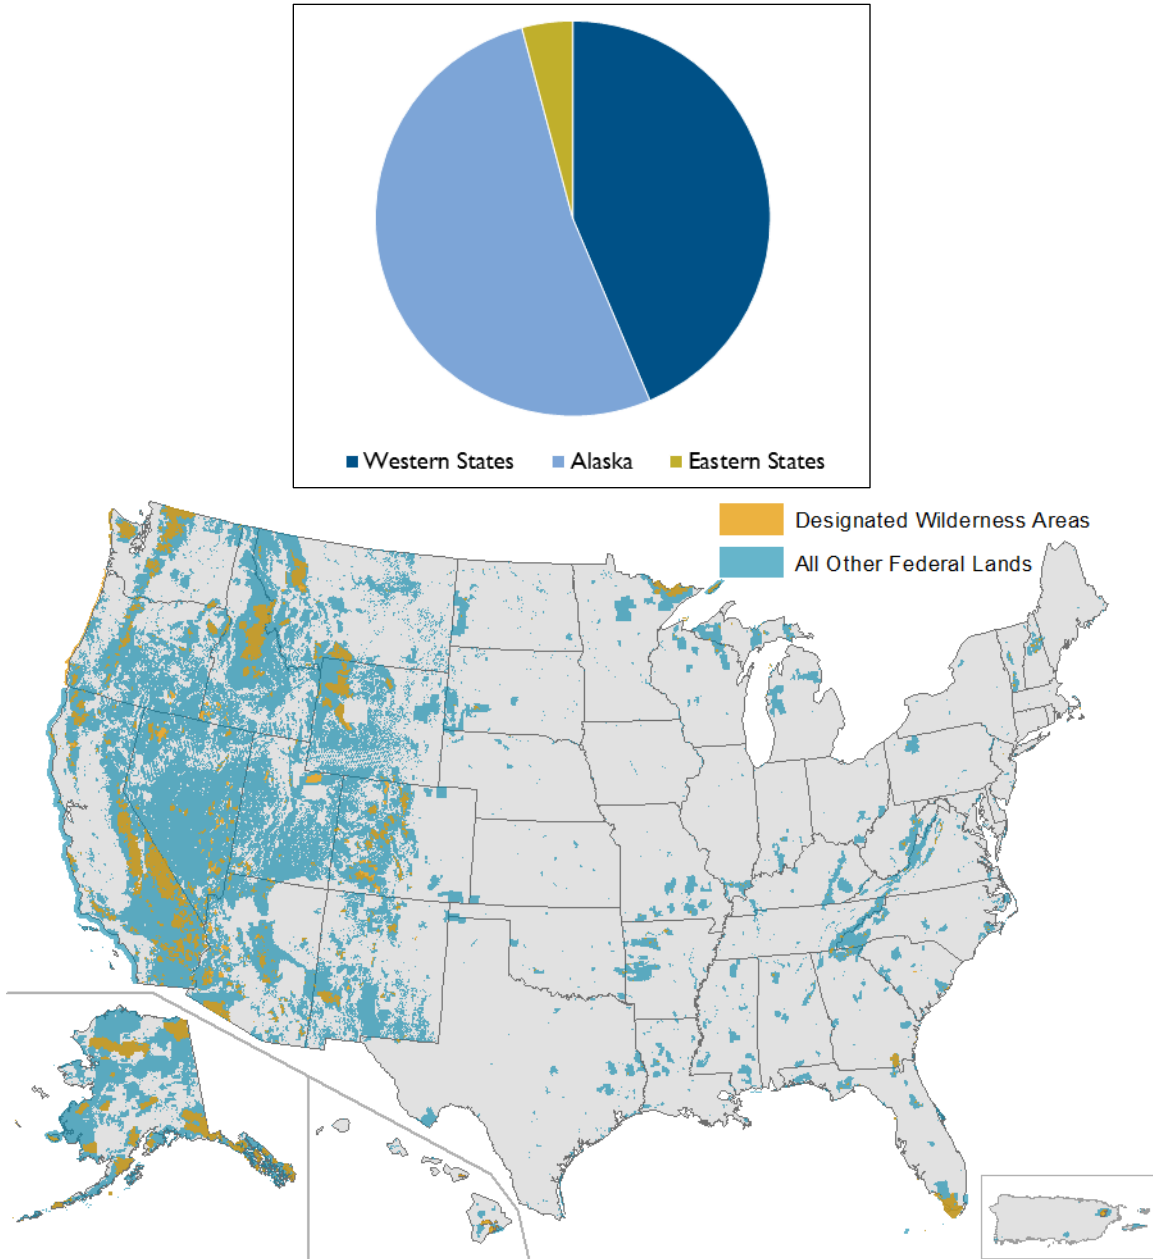 Western States Alaska Eastern States
Designated Wilderness Areas
All Other Federal Lands